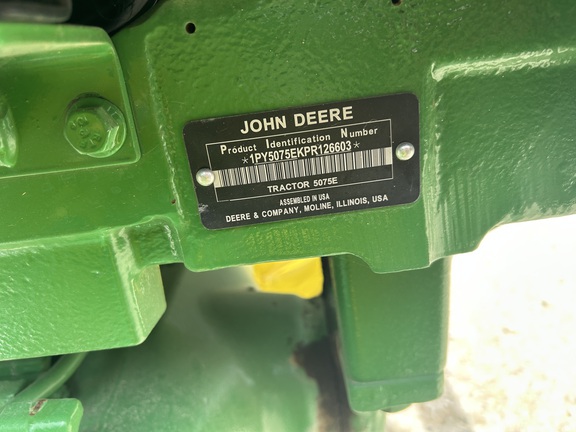 JOHN DEERE
Product Identification Number
*1PY5075EKPR126603*
TRACTOR 5075E
ASSEMBLED IN USA
DEERE & COMPANY, MOLINE, ILLINOIS, USA